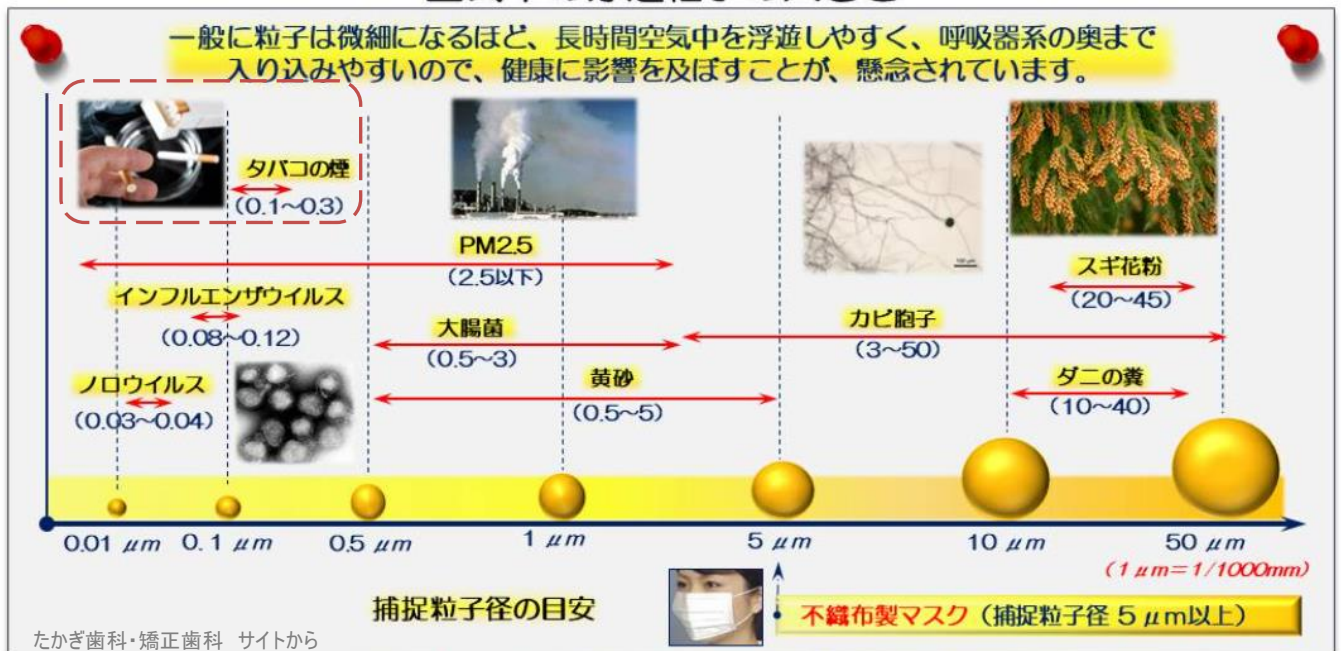 一般に粒子は微細になるほど、長時間空気中を浮遊しやすく、呼吸器系の奥まで
入り込みやすいので、健康に影響を及ぼすことが、懸念されています。
タバコの煙
(0.1~0.3)
PM2.5
(2.5以下)
スギ花粉
(20~45)
インフルエンザウイルス
(0.08~0.12)
大腸菌
(0.5~3)
カビ胞子
(3~50)
ノロウイルス
(0.03~0.04)
黄砂
(0.5~5)
ダニの糞
(10~40)
0.01 μm 0.1 μm 0.5 μm 1 μm 5 μm 10 μm 50 μm
(1 μm=1/1000mm)
捕捉粒子径の目安
不織布製マスク(捕捉粒子径 5 μm以上)
たかぎ歯科・矯正歯科 サイトから